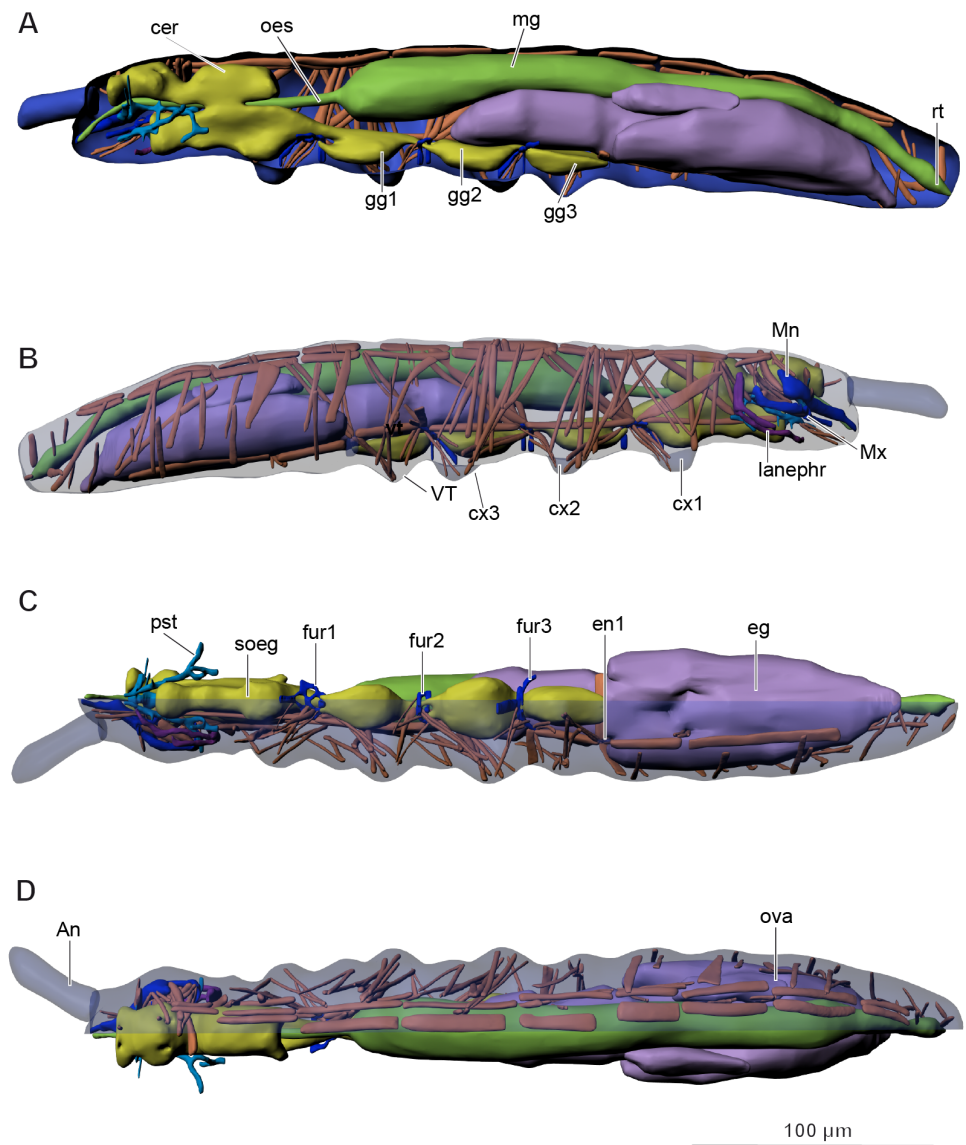 A
cer
oes
mg
rt
gg1
gg2
gg3
B
Mn
vf
Mx
lanephr
VT
cx3
cx2
cx1
C
pst
soeg
fur1
fur2
fur3
en1
eg
D
An
ova
100 µm